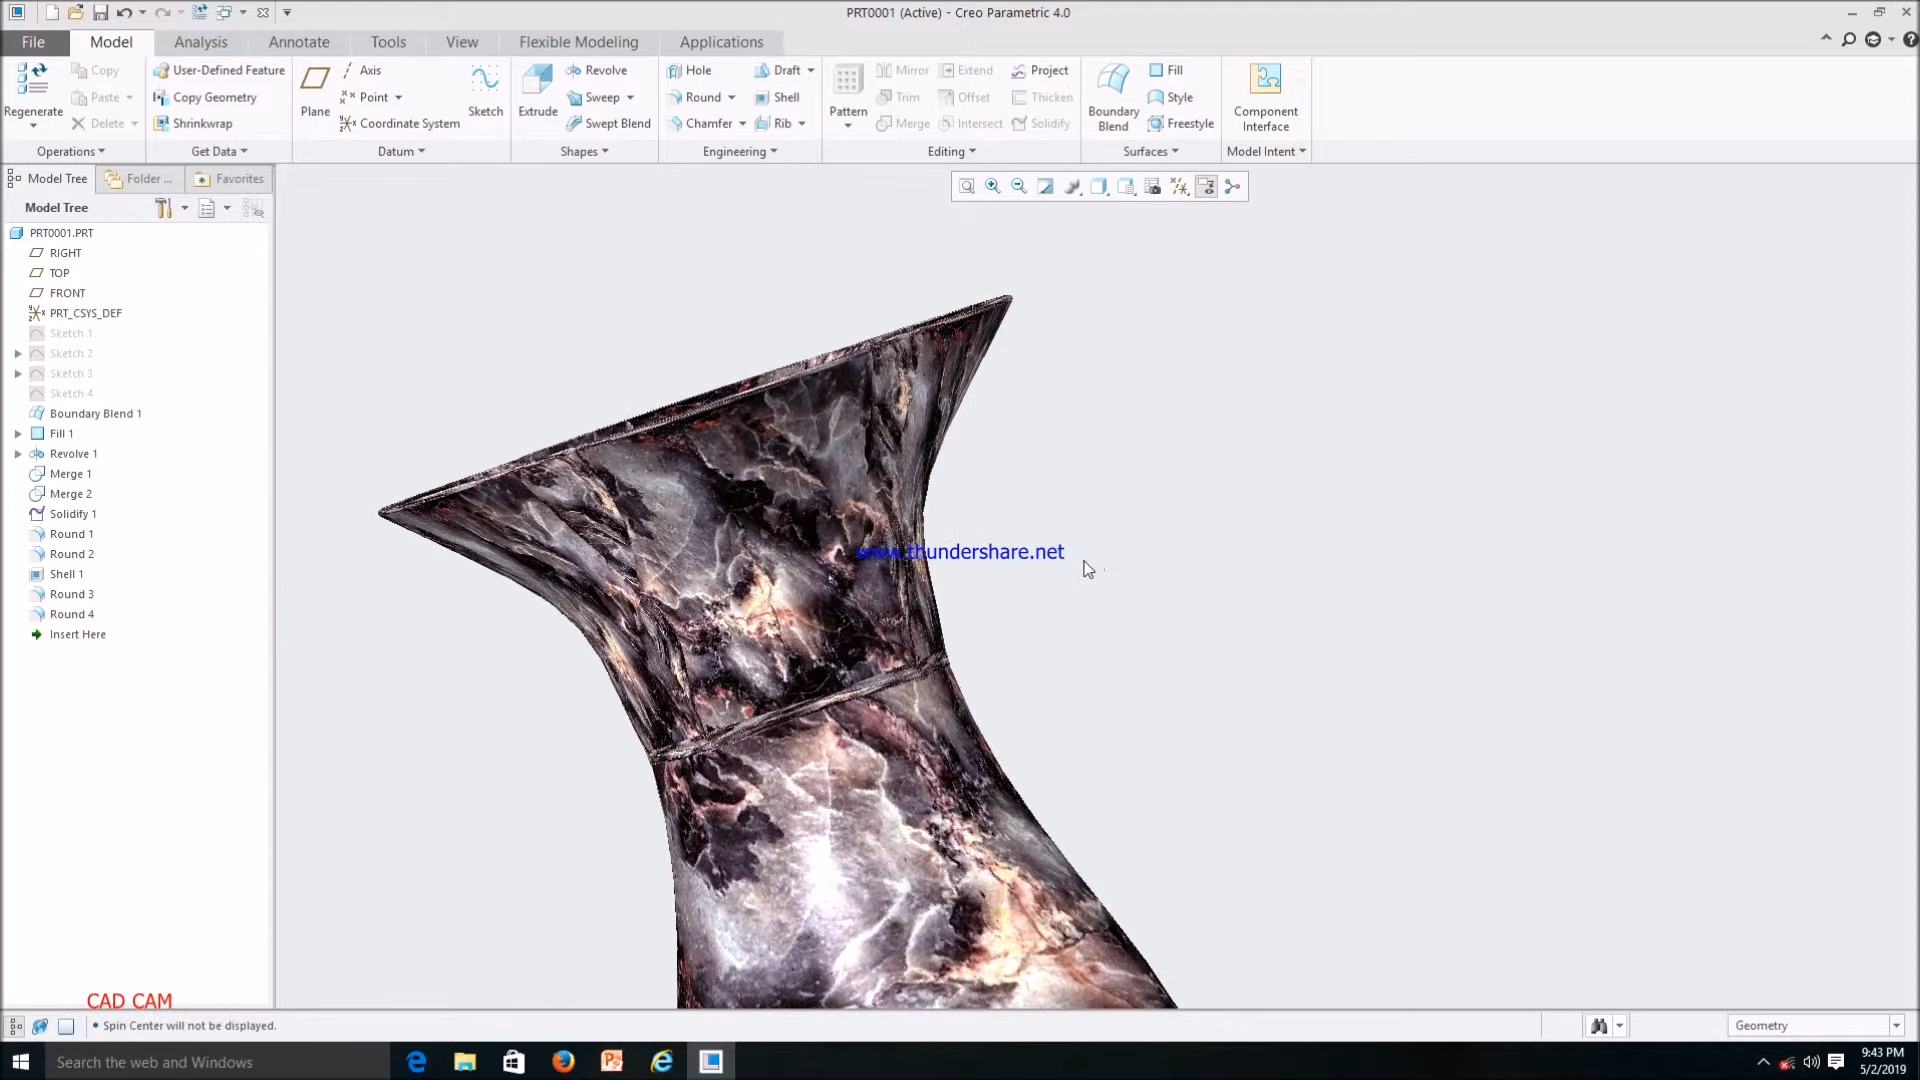 PRT0001 (Active) - Creo Parametric 4.0
File Model Analysis Annotate Tools View Flexible Modeling Applications
Regenerate
Copy
Paste
Delete
Operations
User-Defined Feature
Copy Geometry
Shrinkwrap
Get Data
Plane
Axis
Point
Coordinate System
Sketch
Datum
Extrude
Revolve
Sweep
Swept Blend
Shapes
Hole
Round
Chamfer
Draft
Shell
Rib
Engineering
Pattern
Mirror
Trim
Merge
Extend
Offset
Intersect
Project
Thicken
Solidify
Editing
Boundary
Blend
Fill
Style
Freestyle
Surfaces
Component
Interface
Model Intent
Model Tree Folder ... Favorites
Model Tree
PRT0001.PRT
RIGHT
TOP
FRONT
PRT_CSYS_DEF
Sketch 1
Sketch 2
Sketch 3
Sketch 4
Boundary Blend 1
Fill 1
Revolve 1
Merge 1
Merge 2
Solidify 1
Round 1
Round 2
Shell 1
Round 3
Round 4
Insert Here
www.thundershare.net
CAD CAM
• Spin Center will not be displayed.
Geometry
Search the web and Windows
9:43 PM
5/2/2019